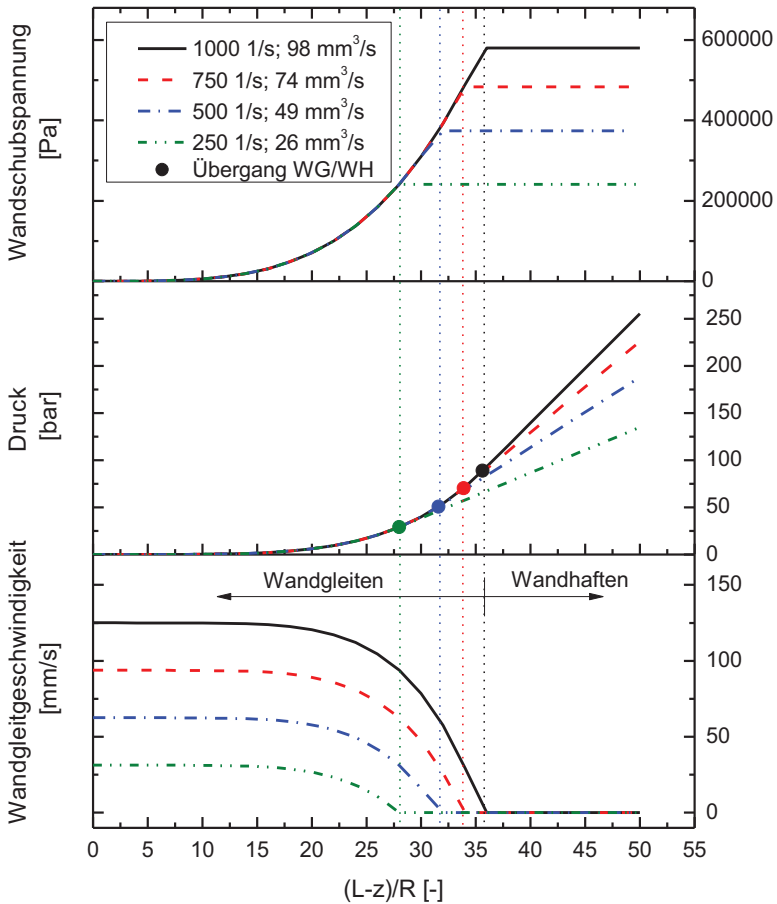 1000 1/s; 98 mm³/s
750 1/s; 74 mm³/s
500 1/s; 49 mm³/s
250 1/s; 26 mm³/s
Übergang WG/WH
Wandschubspannung
[Pa]
600000
400000
200000
0
Druck
[bar]
250
200
150
100
50
0
Wandgleitgeschwindigkeit
[mm/s]
Wandgleiten
Wandhaften
150
100
50
0
0 5 10 15 20 25 30 35 40 45 50 55
(L-z)/R [-]